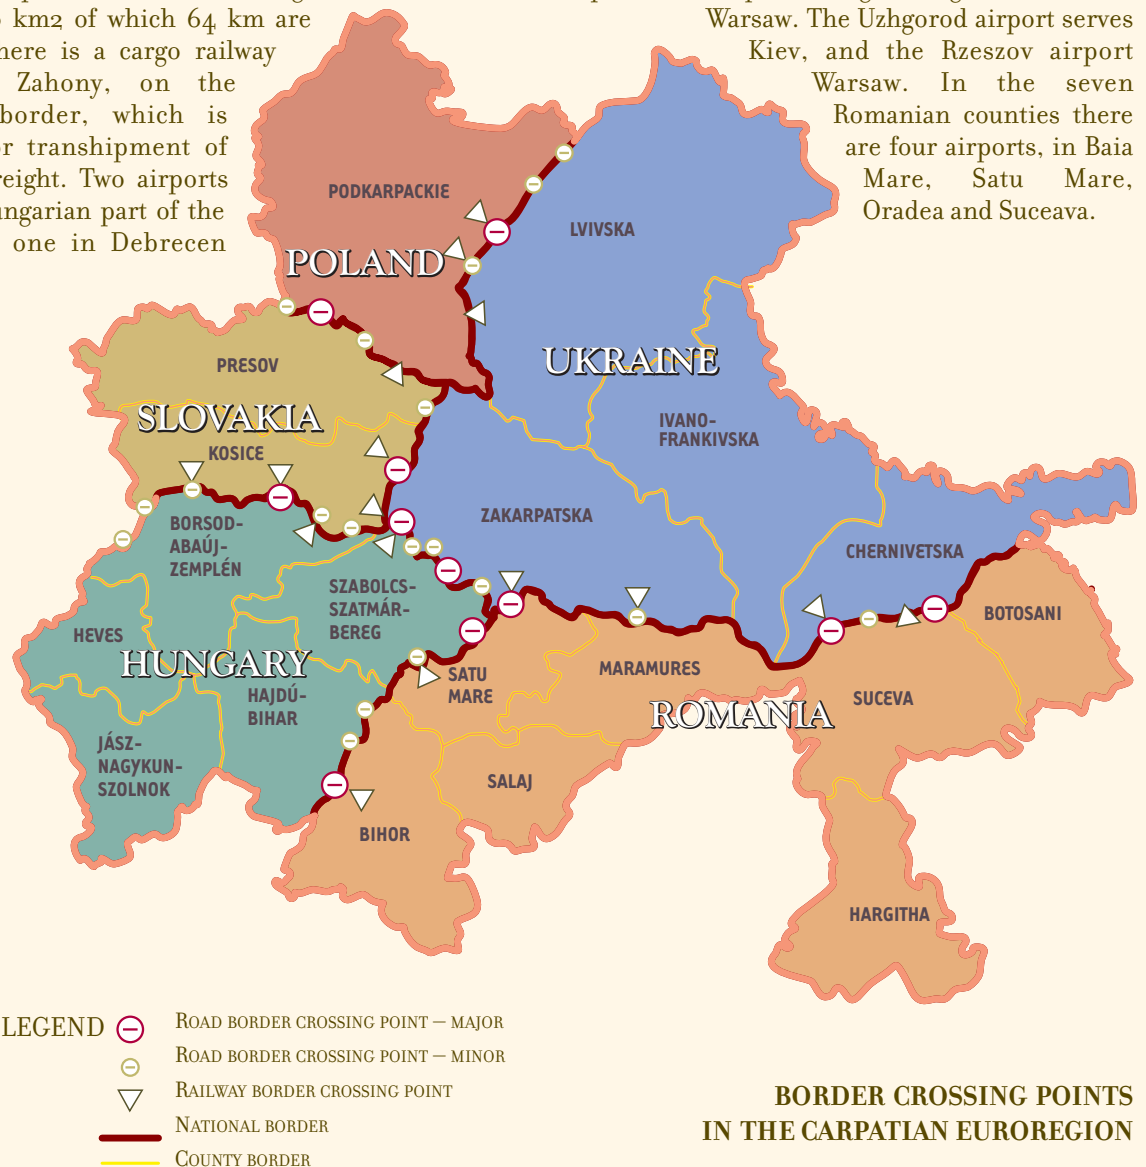 km2 of which 64 km are
here is a cargo railway
Zahony, on the
border, which is
or transhipment of
reight. Two airports
ungarian part of the
one in Debrecen
Warsaw. The Uzhgorod airport serves
Kiev, and the Rzeszov airport
Warsaw. In the seven
Romanian counties there
are four airports, in Baia
Mare, Satu Mare,
Oradea and Suceava.
PODKARPACKIE
LVIVSKA
POLAND
PRESOV
UKRAINE
SLOVAKIA
IVANO-
FRANKIVSKA
KOSICE
ZAKARPATSKA
BORSOD-
ABAÚJ-
ZEMPLÉN
CHERNIVETSKA
SZABOLCS-
SZATMÁR-
BEREG
BOTOSANI
HEVES
HUNGARY
SATU
MARE
MARAMURES
HAJDÚ-
BIHAR
ROMANIA
SUCEVA
JÁSZ-
NAGYKUN-
SZOLNOK
SALAJ
BIHOR
HARGITHA
LEGEND
ROAD BORDER CROSSING POINT – MAJOR
ROAD BORDER CROSSING POINT – MINOR
RAILWAY BORDER CROSSING POINT
NATIONAL BORDER
COUNTY BORDER
BORDER CROSSING POINTS
IN THE CARPATIAN EUROREGION